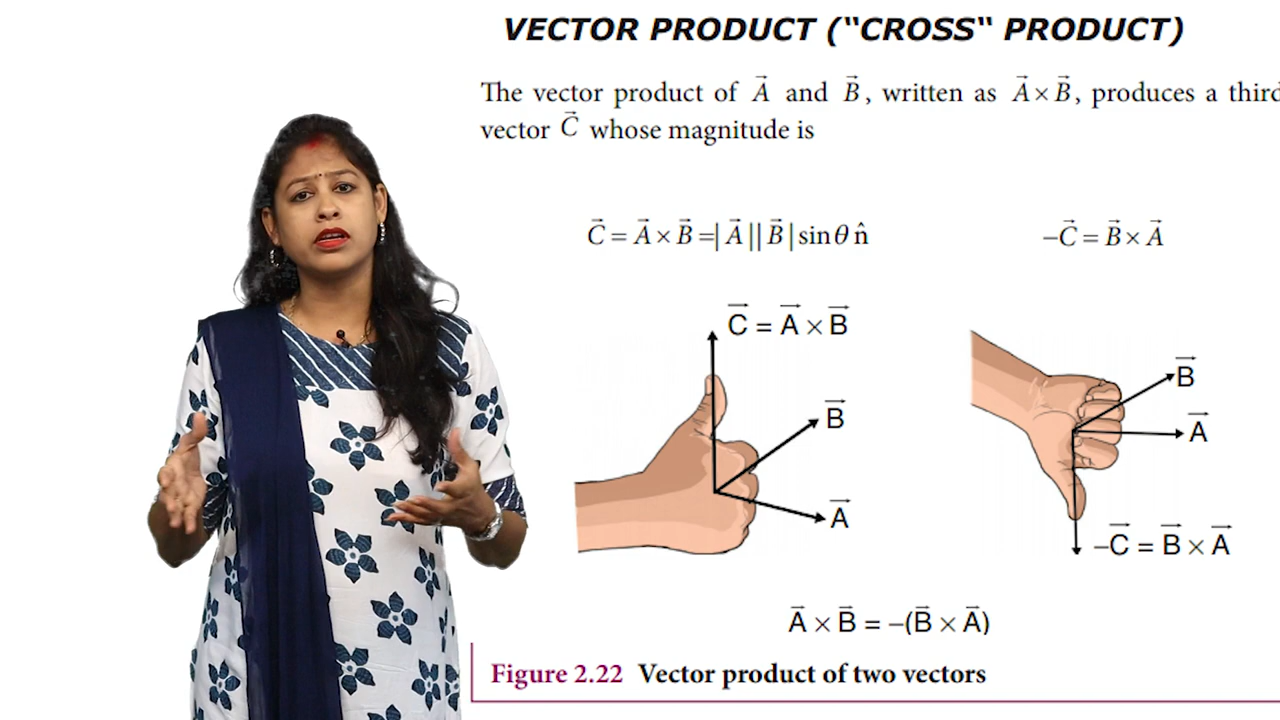 VECTOR PRODUCT (“CROSS“ PRODUCT)
The vector product of A⃗ and B⃗, written as A⃗ × B⃗, produces a third
vector C⃗ whose magnitude is
C⃗ = A⃗ × B⃗ =| A⃗ || B⃗ | sin θ n̂
–C⃗ = B⃗ × A⃗
C⃗ = A⃗ × B⃗
B⃗
A⃗
B⃗
A⃗
–C⃗ = B⃗ × A⃗
A⃗ × B⃗ = –(B⃗ × A⃗)
Figure 2.22 Vector product of two vectors